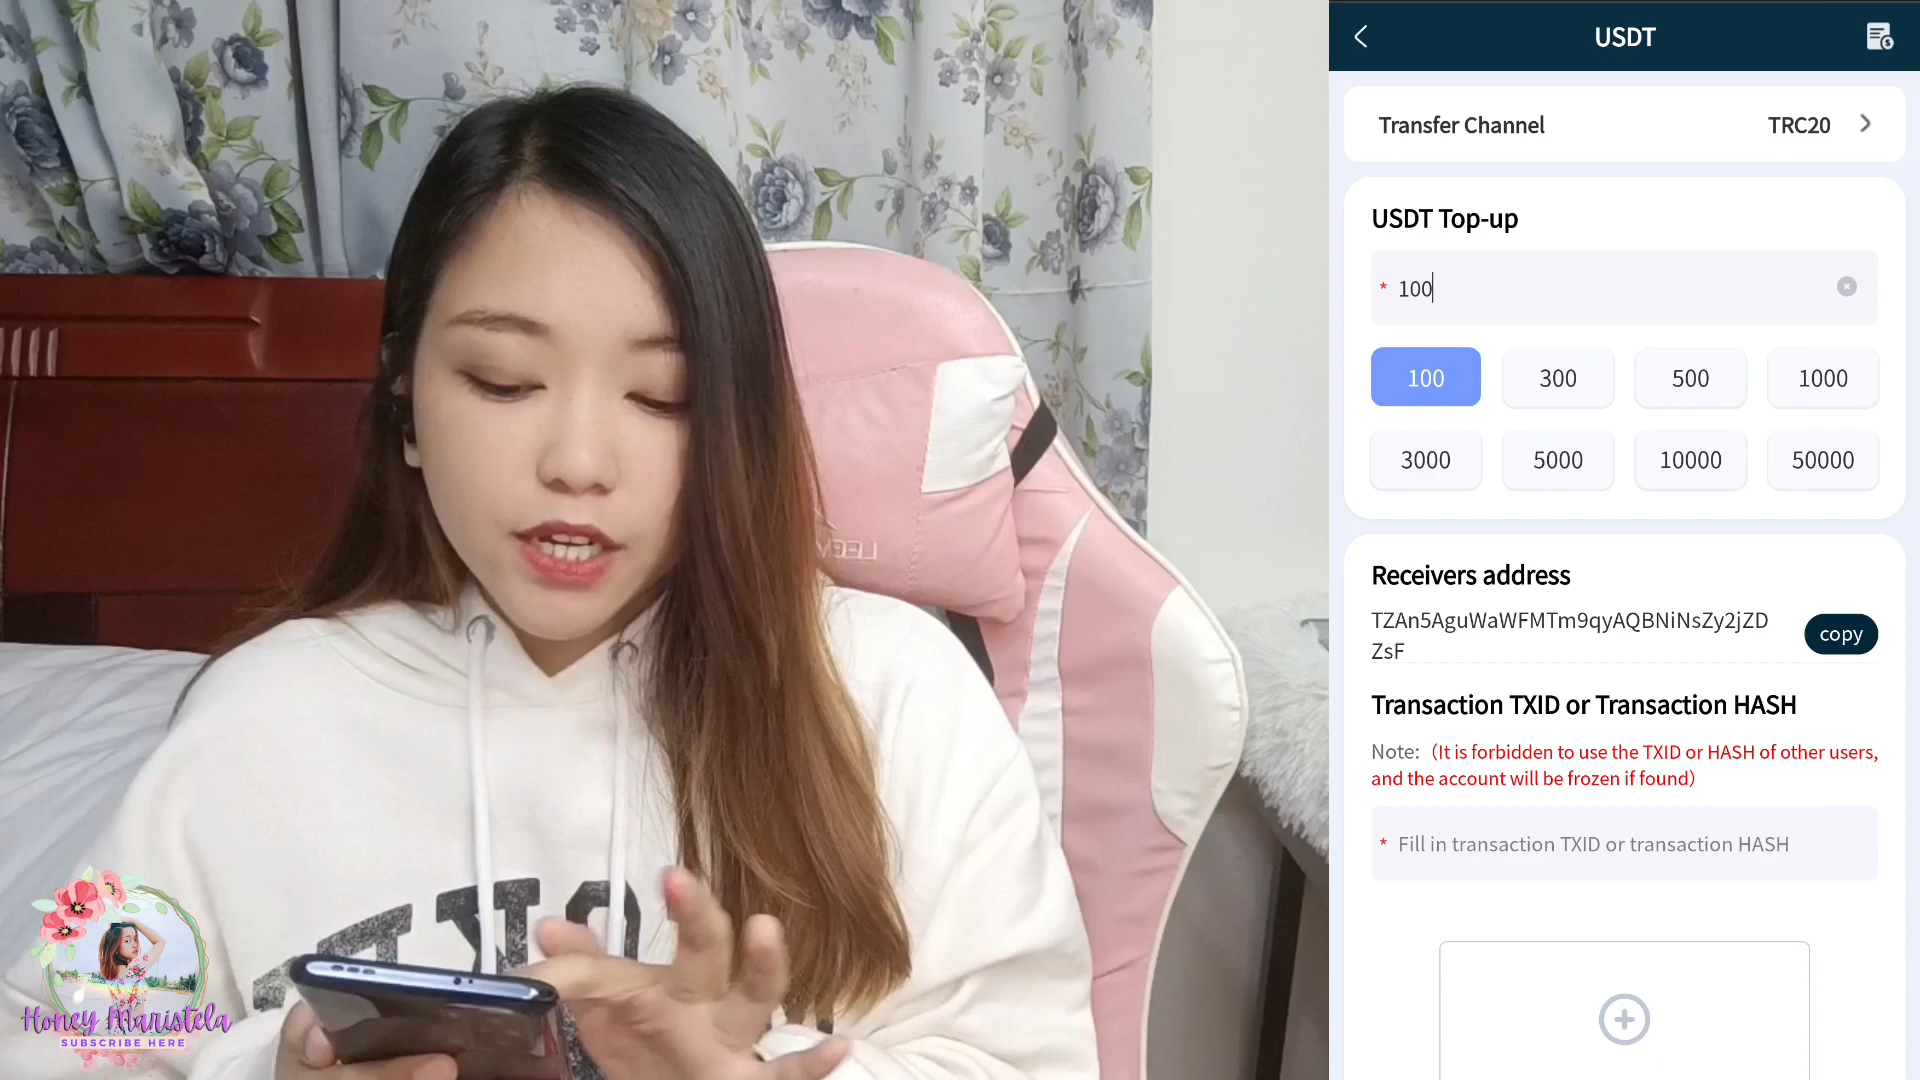 USDT
Transfer Channel TRC20
USDT Top-up
* 100
100 300 500 1000
3000 5000 10000 50000
Receivers address
TZAn5AguWaWFMTm9qyAQBNiNsZy2jZD
ZsF
copy
Transaction TXID or Transaction HASH
Note:（It is forbidden to use the TXID or HASH of other users,
and the account will be frozen if found）
* Fill in transaction TXID or transaction HASH
Honey Maristela
SUBSCRIBE HERE